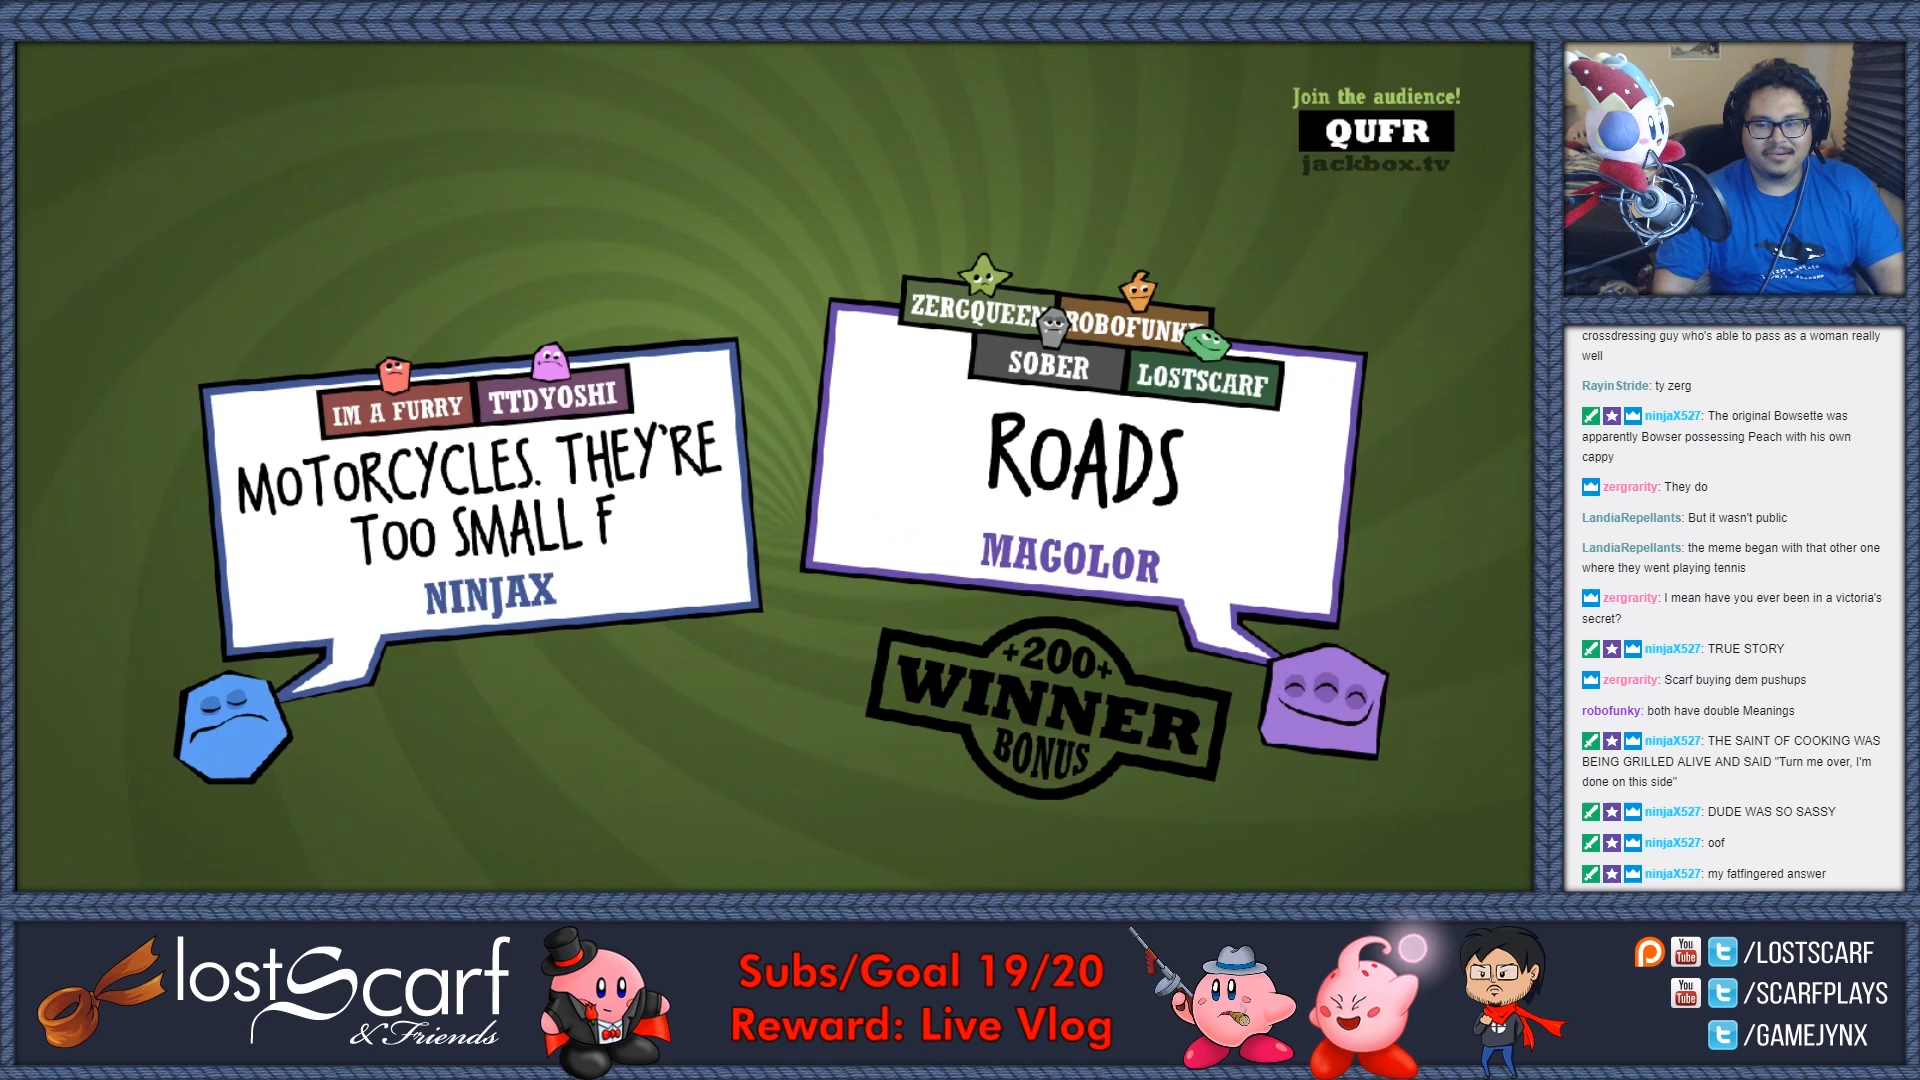 Join the audience!
QUFR
jackbox.tv
IM A FURRY
TTDYOSHI
MOTORCYCLES. THEY'RE
TOO SMALL F
NINJAX
ZERGQUEEN
ROBOFUNKY
SOBER
LOSTSCARF
ROADS
MAGOLOR
+200+
WINNER
BONUS
crossdressing guy who's able to pass as a woman really
well
RayinStride: ty zerg
ninjaX527: The original Bowsette was
apparently Bowser possessing Peach with his own
cappy
zergrarity: They do
LandiaRepellants: But it wasn't public
LandiaRepellants: the meme began with that other one
where they went playing tennis
zergrarity: I mean have you ever been in a victoria's
secret?
ninjaX527: TRUE STORY
zergrarity: Scarf buying dem pushups
robofunky: both have double Meanings
ninjaX527: THE SAINT OF COOKING WAS
BEING GRILLED ALIVE AND SAID "Turn me over, I'm
done on this side"
ninjaX527: DUDE WAS SO SASSY
ninjaX527: oof
ninjaX527: my fatfingered answer
lostScarf
& Friends
Subs/Goal 19/20
Reward: Live Vlog
You Tube /LOSTSCARF
You Tube /SCARFPLAYS
/GAMEJYNX